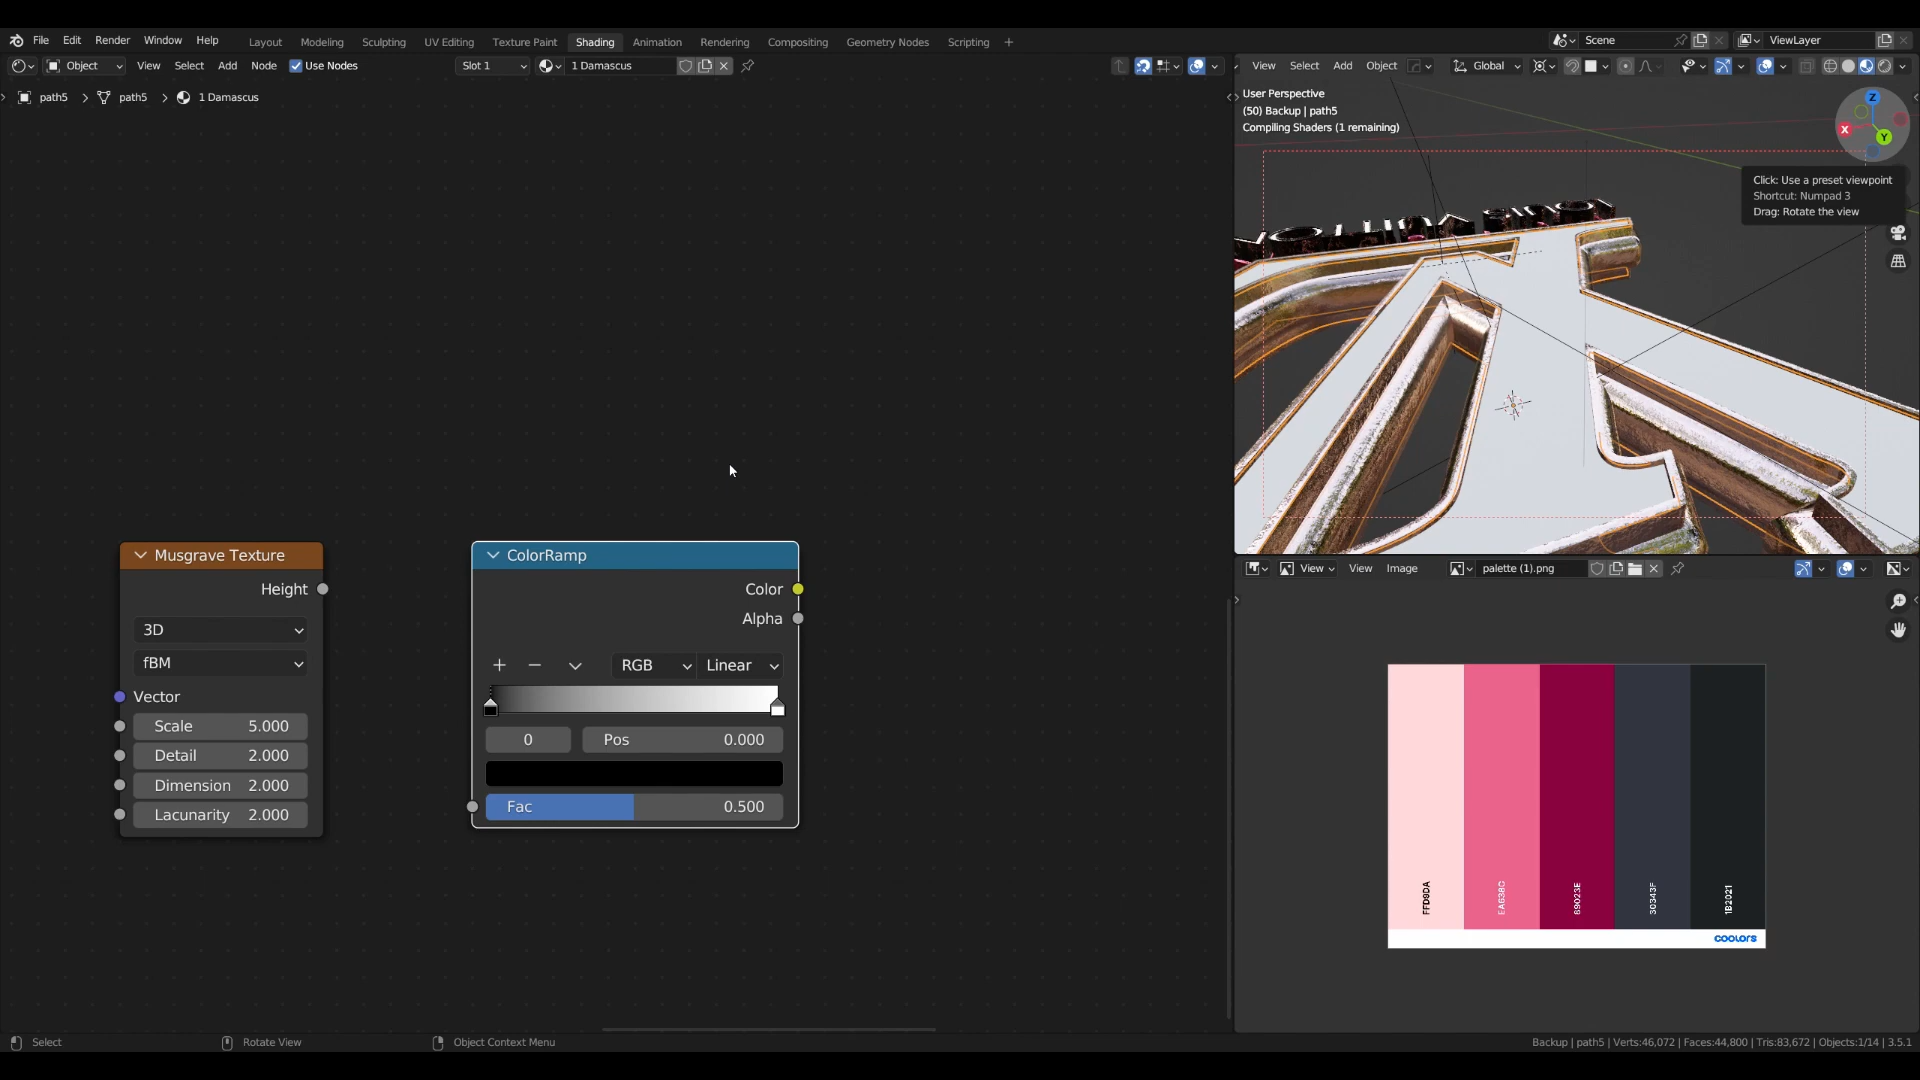 File Edit Render Window Help Layout Modeling Sculpting UV Editing Texture Paint Shading Animation Rendering Compositing Geometry Nodes Scripting + Scene ViewLayer
Object View Select Add Node Use Nodes Slot 1 1 Damascus View Select Add Object Global
path5 > path5 > 1 Damascus
User Perspective
(50) Backup | path5
Compiling Shaders (1 remaining)
Z
X
Y
Click: Use a preset viewpoint
Shortcut: Numpad 3
Drag: Rotate the view
Musgrave Texture
Height
3D
fBM
Vector
Scale 5.000
Detail 2.000
Dimension 2.000
Lacunarity 2.000
ColorRamp
Color
Alpha
RGB Linear
0 Pos 0.000
Fac 0.500
View View Image palette (1).png
FFD9DA
EA638C
89023E
30343F
1B2021
coolors
Select Rotate View Object Context Menu Backup | path5 | Verts:46,072 | Faces:44,800 | Tris:83,672 | Objects:1/14 | 3.5.1